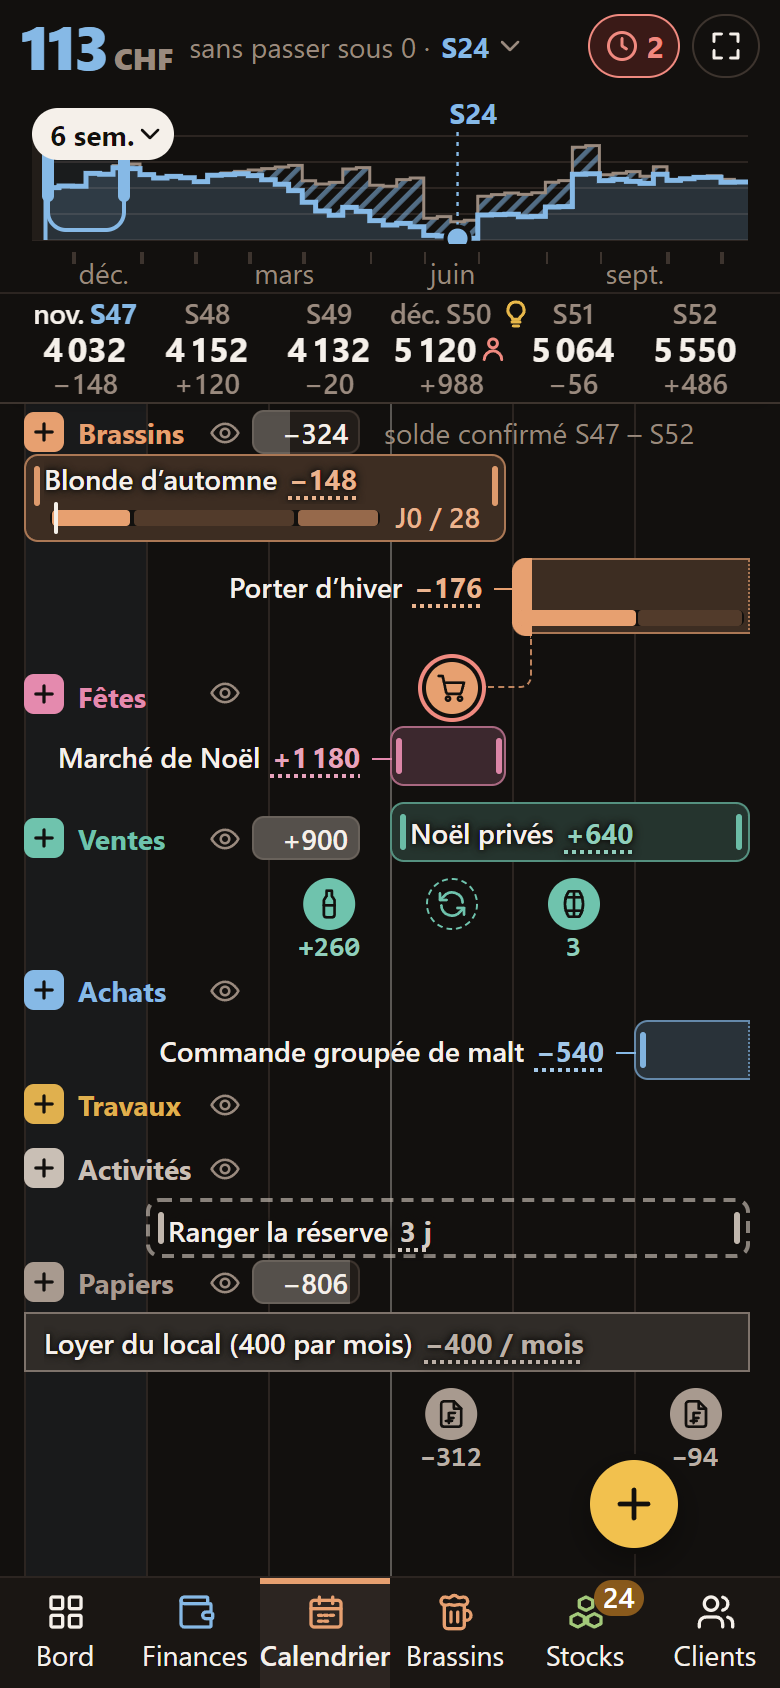 113 CHF sans passer sous 0 · S24 2
S24
6 sem.
déc. mars juin sept.
nov. S47 S48 S49 déc. S50 S51 S52
4 032 4 152 4 132 5 120 5 064 5 550
−148 +120 −20 +988 −56 +486
Brassins −324 solde confirmé S47 – S52
Blonde d’automne −148
J0 / 28
Porter d’hiver −176
Fêtes
Marché de Noël +1 180
Ventes +900 Noël privés +640
+260 3
Achats
Commande groupée de malt −540
Travaux
Activités
Ranger la réserve 3 j
Papiers −806
Loyer du local (400 par mois) −400 / mois
−312 −94
24
Bord Finances Calendrier Brassins Stocks Clients